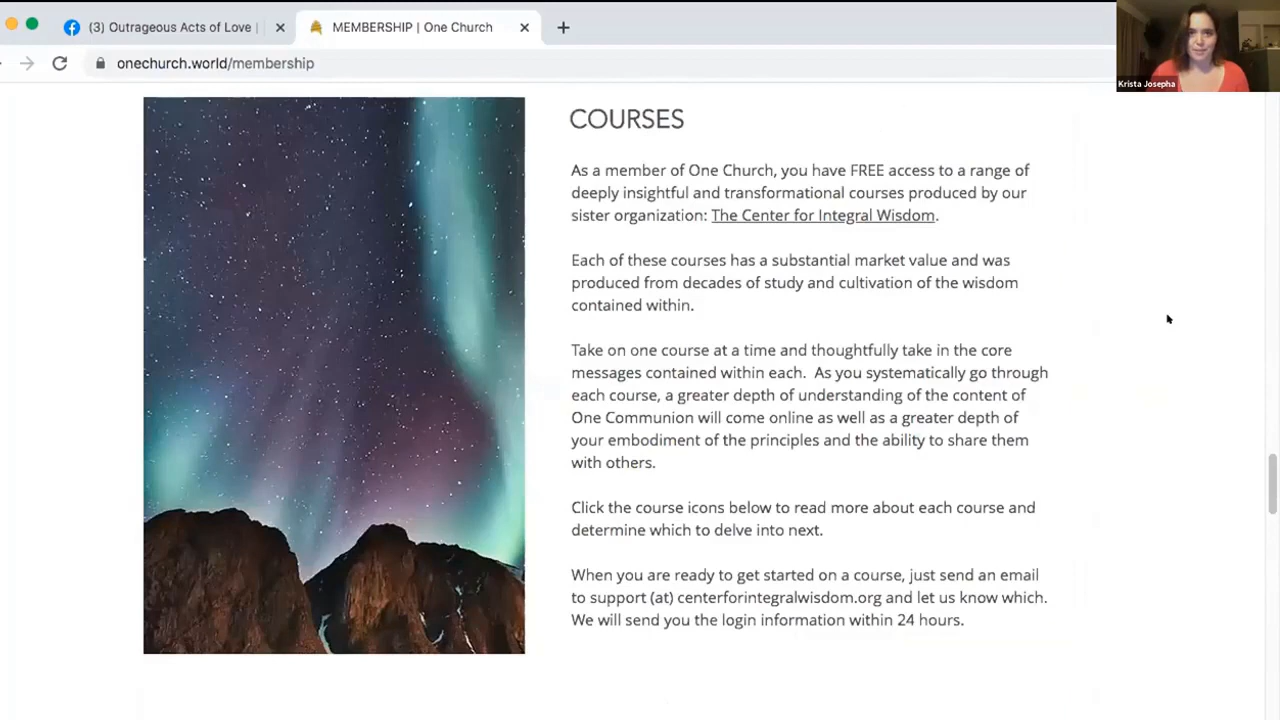 (3) Outrageous Acts of Love |
MEMBERSHIP | One Church
onechurch.world/membership
Krista Josepha
COURSES
As a member of One Church, you have FREE access to a range of
deeply insightful and transformational courses produced by our
sister organization: The Center for Integral Wisdom.
Each of these courses has a substantial market value and was
produced from decades of study and cultivation of the wisdom
contained within.
Take on one course at a time and thoughtfully take in the core
messages contained within each. As you systematically go through
each course, a greater depth of understanding of the content of
One Communion will come online as well as a greater depth of
your embodiment of the principles and the ability to share them
with others.
Click the course icons below to read more about each course and
determine which to delve into next.
When you are ready to get started on a course, just send an email
to support (at) centerforintegralwisdom.org and let us know which.
We will send you the login information within 24 hours.